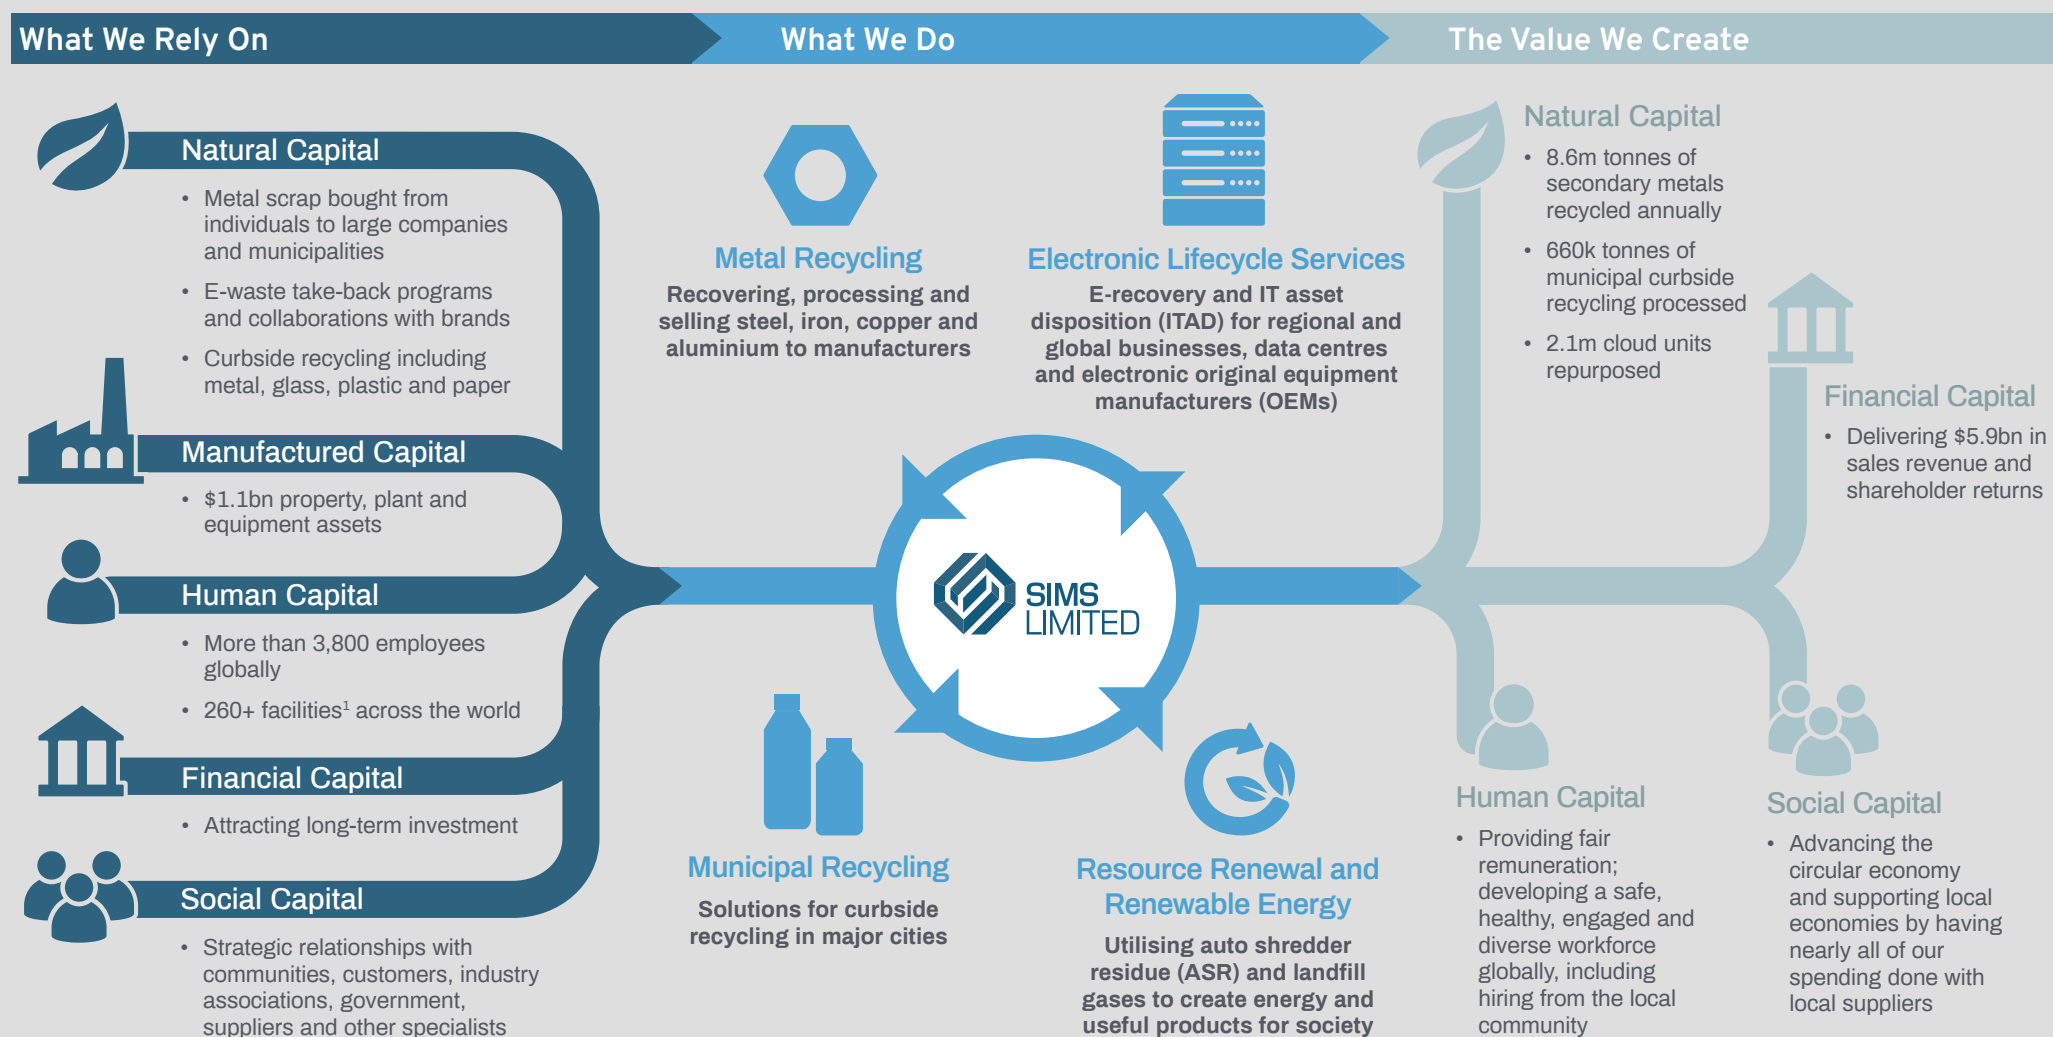 What We Rely On
What We Do
The Value We Create
Natural Capital
• Metal scrap bought from
individuals to large companies
and municipalities
• E-waste take-back programs
and collaborations with brands
• Curbside recycling including
metal, glass, plastic and paper
Manufactured Capital
• $1.1bn property, plant and
equipment assets
Human Capital
• More than 3,800 employees
globally
• 260+ facilities¹ across the world
Financial Capital
• Attracting long-term investment
Social Capital
• Strategic relationships with
communities, customers, industry
associations, government,
suppliers and other specialists
Metal Recycling
Recovering, processing and
selling steel, iron, copper and
aluminium to manufacturers
Electronic Lifecycle Services
E-recovery and IT asset
disposition (ITAD) for regional and
global businesses, data centres
and electronic original equipment
manufacturers (OEMs)
SIMS
LIMITED
Municipal Recycling
Solutions for curbside
recycling in major cities
Resource Renewal and
Renewable Energy
Utilising auto shredder
residue (ASR) and landfill
gases to create energy and
useful products for society
Natural Capital
• 8.6m tonnes of
secondary metals
recycled annually
• 660k tonnes of
municipal curbside
recycling processed
• 2.1m cloud units
repurposed
Financial Capital
• Delivering $5.9bn in
sales revenue and
shareholder returns
Human Capital
• Providing fair
remuneration;
developing a safe,
healthy, engaged and
diverse workforce
globally, including
hiring from the local
community
Social Capital
• Advancing the
circular economy
and supporting local
economies by having
nearly all of our
spending done with
local suppliers